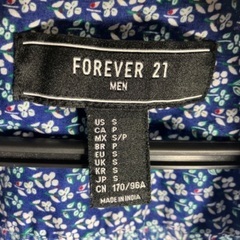 FOREVER 21
MEN
US S
CA P
MX S/P
BR P
EU S
UK S
KR S
JP S
CN 170/96A
MADE IN INDIA